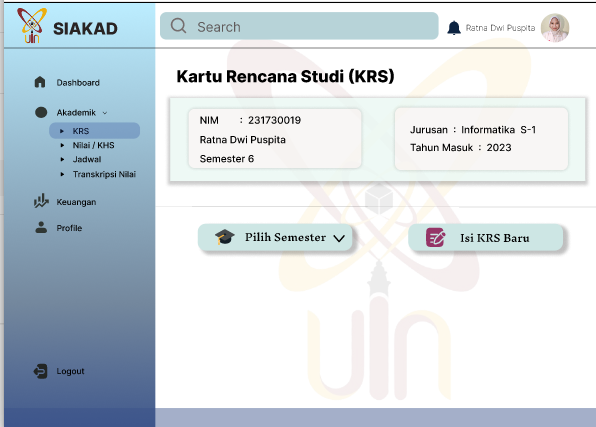 SIAKAD
Search
Ratna Dwi Puspita
Dashboard
Akademik
KRS
Nilai / KHS
Jadwal
Transkripsi Nilai
Keuangan
Profile
Logout
Kartu Rencana Studi (KRS)
NIM : 231730019
Ratna Dwi Puspita
Semester 6
Jurusan : Informatika S-1
Tahun Masuk : 2023
Pilih Semester
Isi KRS Baru
uin